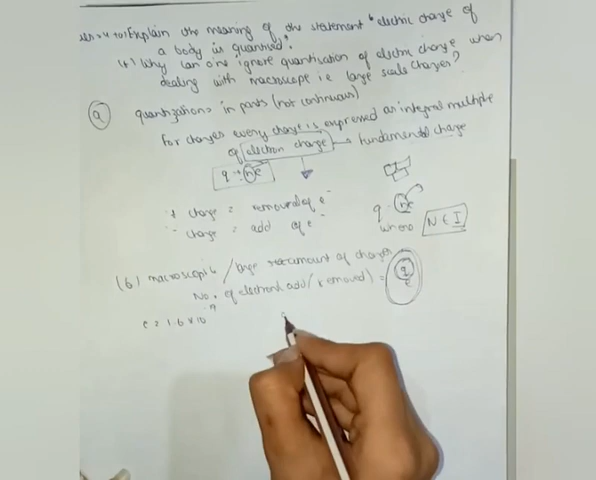 Explain the meaning of the statement "electric charge of
a body is quantised".
Why can one ignore quantisation of electric charge when
dealing with macroscopic i.e large scale charges?
(a) quantization = in parts (not continuous)
For charges every charge is expressed as integral multiple
of electron charge → fundamental charge
q = ne
+ charge = removal of e⁻
- charge = add of e⁻
q = ne
where N ∈ I
(b) macroscopic / large amount of charges
No. of electrons add/removed) = q/e
e = 1.6 × 10⁻¹⁹